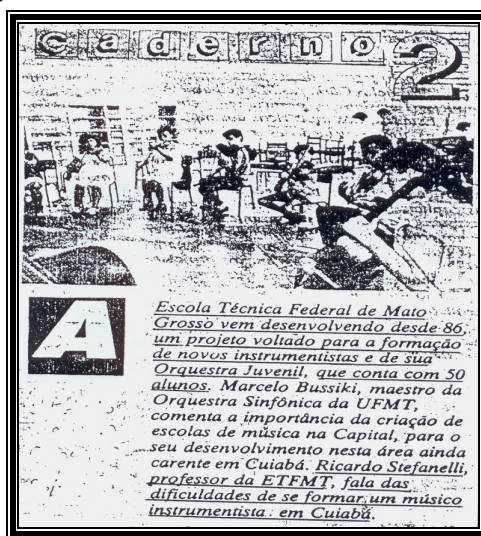 Caderno 2
A
Escola Técnica Federal de Mato
Grosso vem desenvolvendo desde 86,
um projeto voltado para a formação
de novos instrumentistas e de sua
Orquestra Juvenil, que conta com 50
alunos. Marcelo Bussiki, maestro da
Orquestra Sinfônica da UFMT,
comenta a importância da criação de
escolas de música na Capital, para o
seu desenvolvimento nesta área ainda
carente em Cuiabá. Ricardo Stefanelli,
professor da ETFMT, fala das
dificuldades de se formar um músico
instrumentista em Cuiabá.